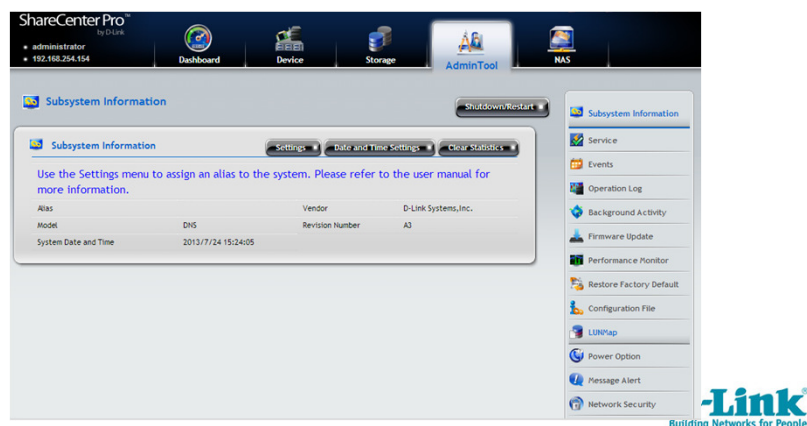 ShareCenter Pro™
by D-Link
administrator
192.168.254.154
Dashboard
Device
Storage
AdminTool
NAS
Subsystem Information
Shutdown/Restart
Subsystem Information
Settings
Date and Time Settings
Clear Statistics
Use the Settings menu to assign an alias to the system. Please refer to the user manual for
more information.
Alias
Vendor
D-Link Systems,Inc.
Model
DNS
Revision Number
A3
System Date and Time
2013/7/24 15:24:05
Subsystem Information
Service
Events
Operation Log
Background Activity
Firmware Update
Performance Monitor
Restore Factory Default
Configuration File
LUNMap
Power Option
Message Alert
Network Security
-Link®
Building Networks for People